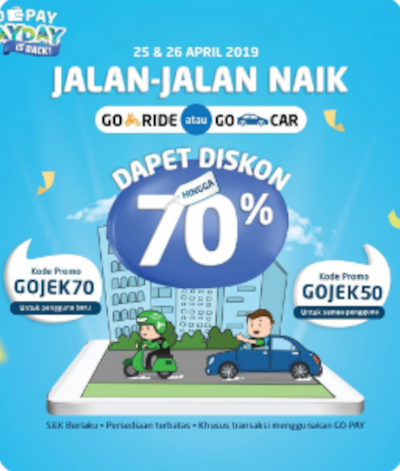 GO PAY
PAYDAY
IS BACK!
25 & 26 APRIL 2019
JALAN-JALAN NAIK
GO RIDE atau GO CAR
DAPET DISKON
HINGGA
70%
Kode Promo
GOJEK70
Untuk pengguna baru
Kode Promo
GOJEK50
Untuk semua pengguna
S&K Berlaku • Persediaan terbatas • Khusus transaksi menggunakan GO-PAY